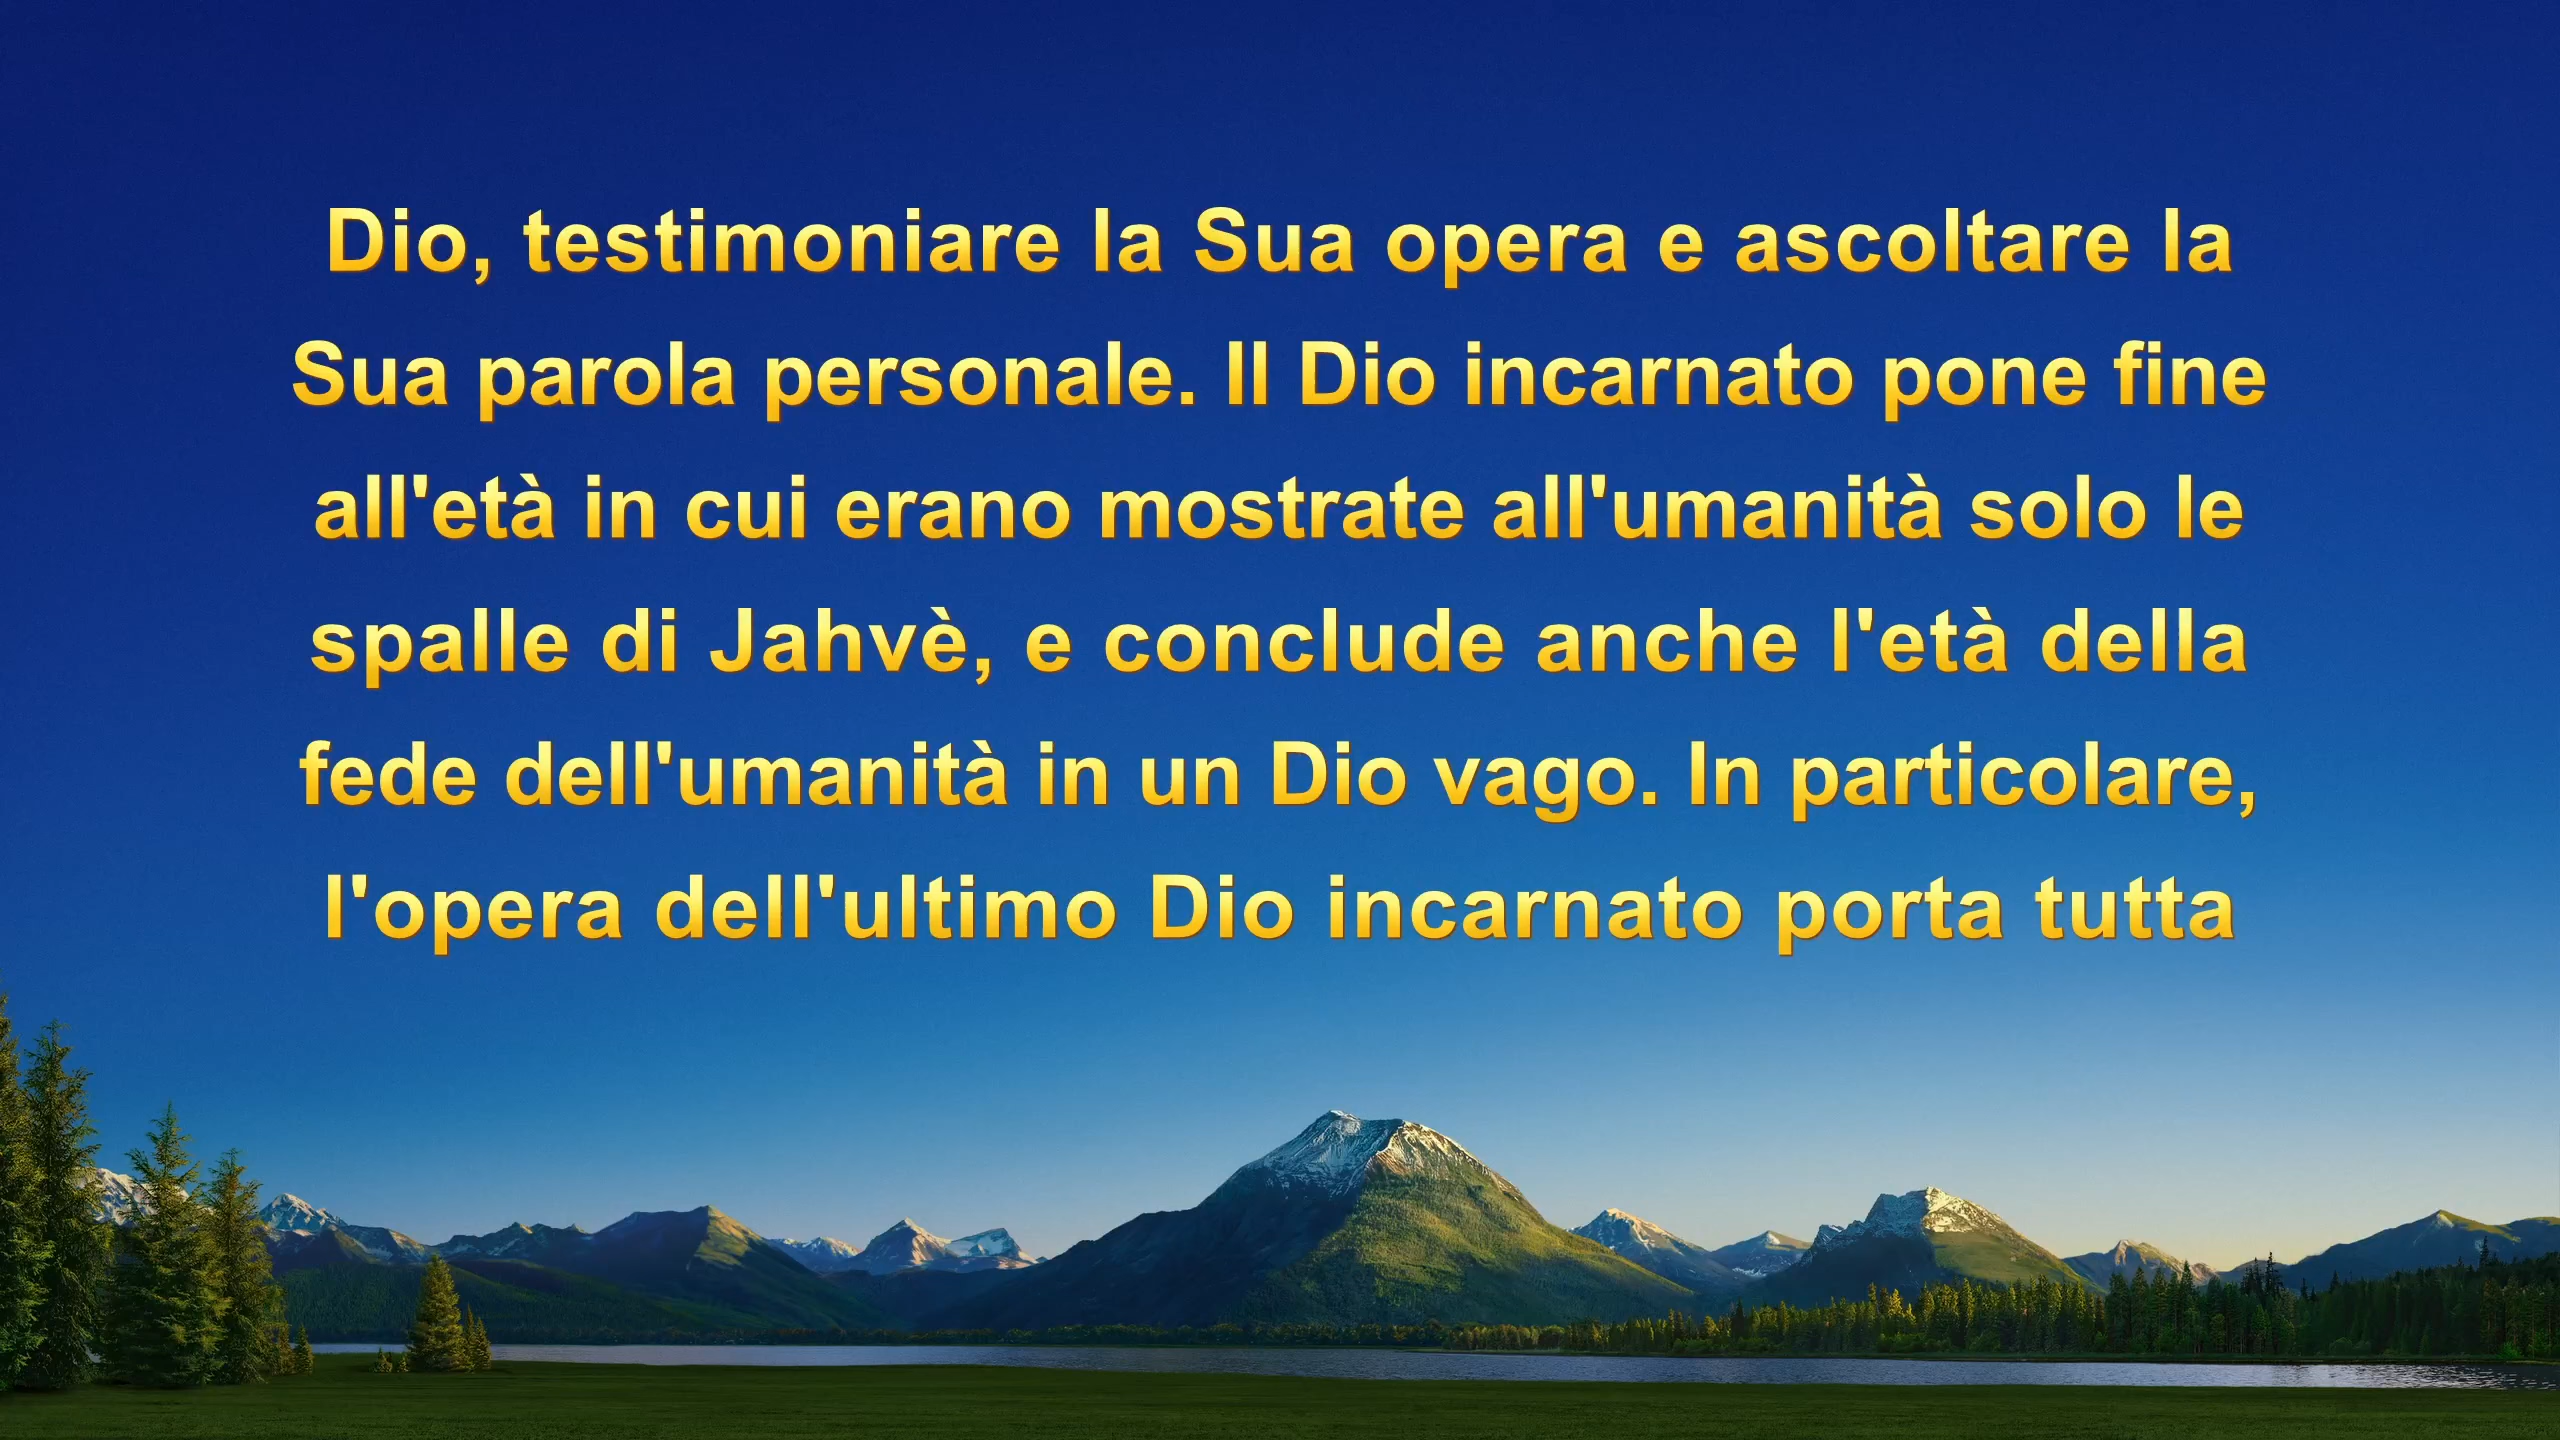 Dio, testimoniare la Sua opera e ascoltare la
Sua parola personale. Il Dio incarnato pone fine
all'età in cui erano mostrate all'umanità solo le
spalle di Jahvè, e conclude anche l'età della
fede dell'umanità in un Dio vago. In particolare,
l'opera dell'ultimo Dio incarnato porta tutta